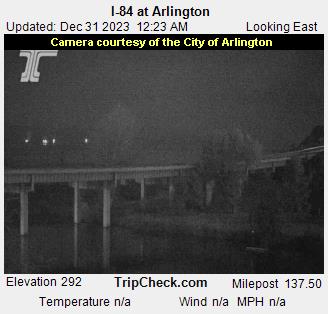 I-84 at Arlington
Updated: Dec 31 2023 12:23 AM Looking East
Camera courtesy of the City of Arlington
Elevation 292 TripCheck.com Milepost 137.50
Temperature n/a Wind n/a MPH n/a